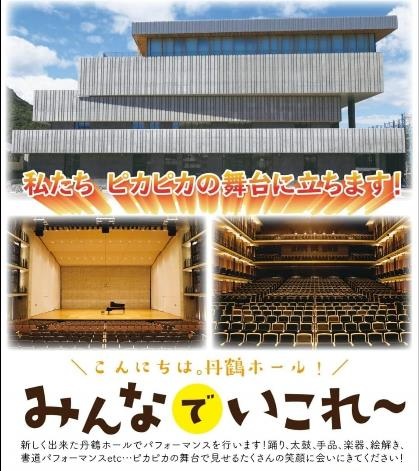 私たち ピカピカの舞台に立ちます！
こんにちは。丹鶴ホール！
みんなでいこれ～
新しく出来た丹鶴ホールでパフォーマンスを行います！踊り、太鼓、手品、楽器、絵解き、
書道パフォーマンスetc…ピカピカの舞台で見せるたくさんの笑顔に会いにきてください！